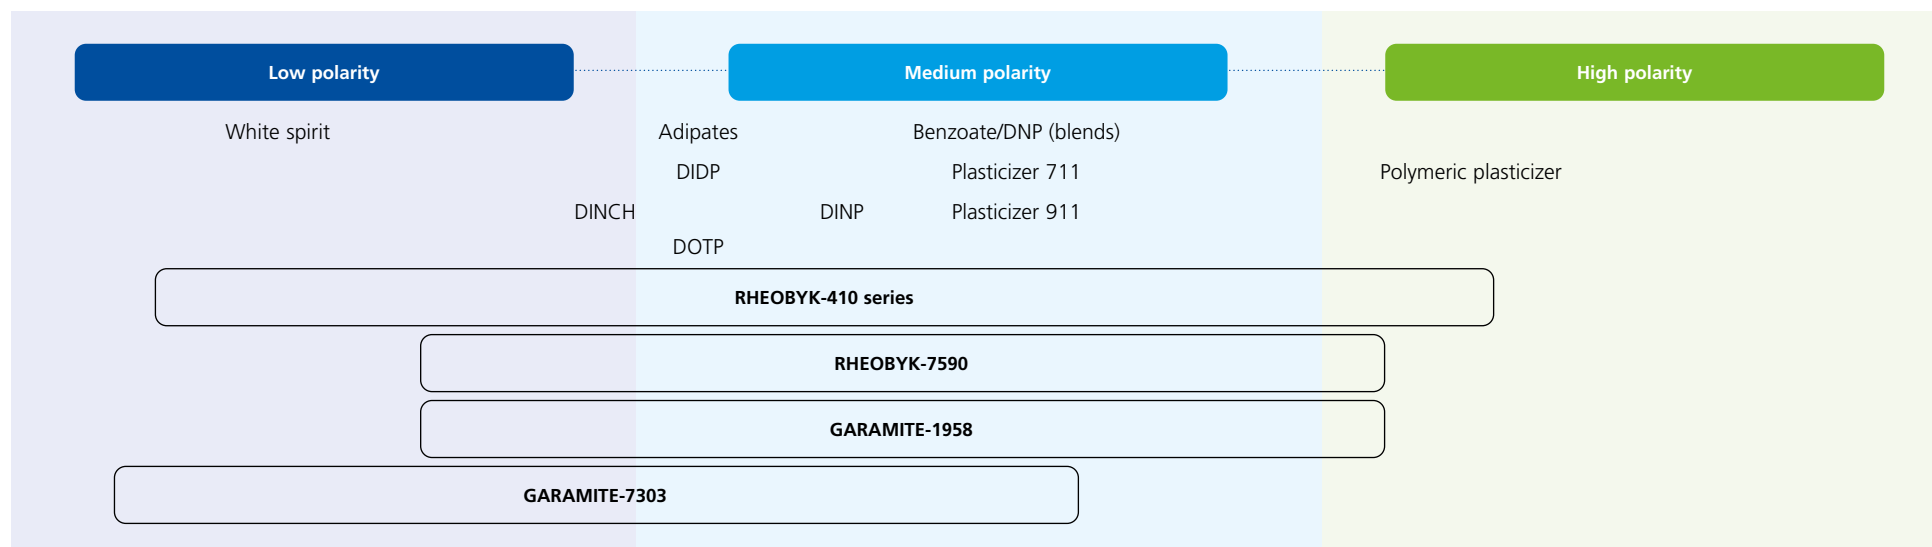 Low polarity Medium polarity High polarity
White spirit Adipates Benzoate/DNP (blends)
DIDP Plasticizer 711 Polymeric plasticizer
DINCH DINP Plasticizer 911
DOTP
RHEOBYK-410 series
RHEOBYK-7590
GARAMITE-1958
GARAMITE-7303